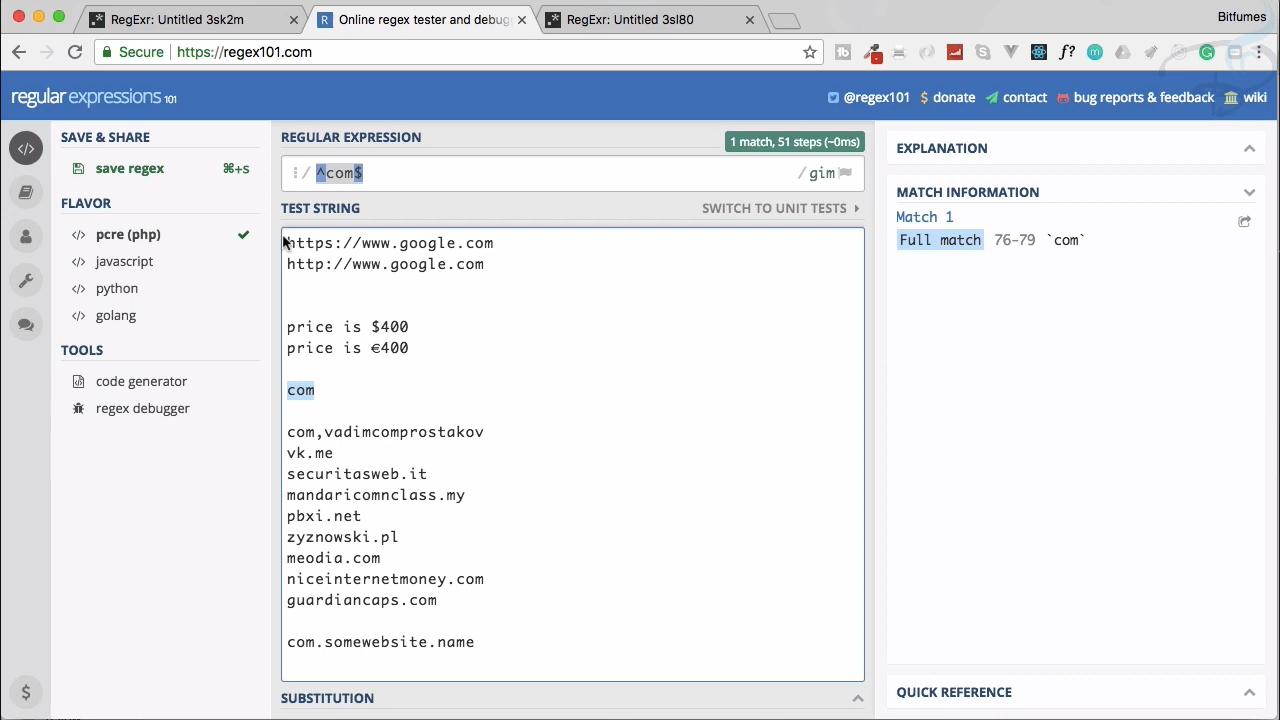 RegExr: Untitled 3sk2m
Online regex tester and debug
RegExr: Untitled 3sl80
Bitfumes
Secure
https://regex101.com
regular expressions 101
@regex101
$ donate
contact
bug reports & feedback
wiki
SAVE & SHARE
save regex
⌘+S
FLAVOR
</> pcre (php)
</> javascript
</> python
</> golang
TOOLS
code generator
regex debugger
$
REGULAR EXPRESSION
1 match, 51 steps (~0ms)
/ ^com$
/ gim
TEST STRING
SWITCH TO UNIT TESTS
https://www.google.com
http://www.google.com
price is $400
price is €400
com
com,vadimcomprostakov
vk.me
securitasweb.it
mandaricomnclass.my
pbxi.net
zyznowski.pl
meodia.com
niceinternetmoney.com
guardiancaps.com
com.somewebsite.name
SUBSTITUTION
EXPLANATION
MATCH INFORMATION
Match 1
Full match 76-79 `com`
QUICK REFERENCE